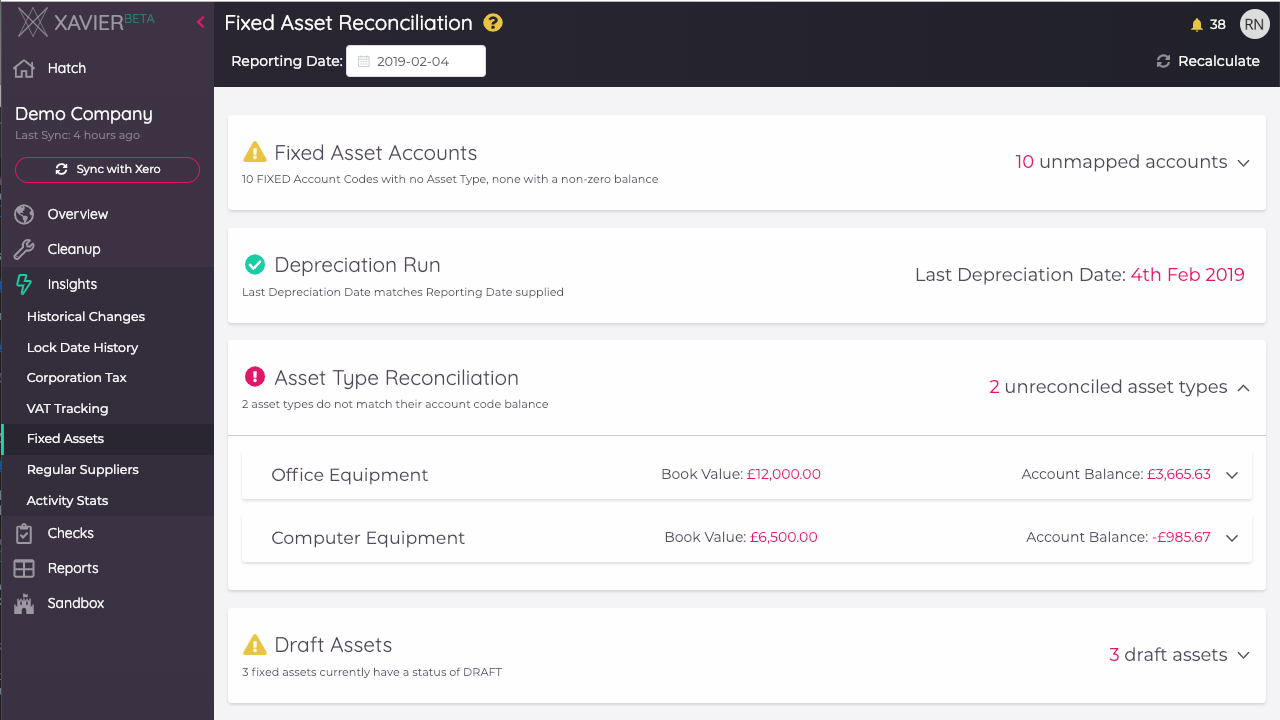 XAVIER BETA
Hatch
Demo Company
Last Sync: 4 hours ago
Sync with Xero
Overview
Cleanup
Insights
Historical Changes
Lock Date History
Corporation Tax
VAT Tracking
Fixed Assets
Regular Suppliers
Activity Stats
Checks
Reports
Sandbox
Fixed Asset Reconciliation ?
38 RN
Reporting Date: 2019-02-04
Recalculate
Fixed Asset Accounts
10 FIXED Account Codes with no Asset Type, none with a non-zero balance
10 unmapped accounts
Depreciation Run
Last Depreciation Date matches Reporting Date supplied
Last Depreciation Date: 4th Feb 2019
Asset Type Reconciliation
2 asset types do not match their account code balance
2 unreconciled asset types
Office Equipment Book Value: £12,000.00 Account Balance: £3,665.63
Computer Equipment Book Value: £6,500.00 Account Balance: -£985.67
Draft Assets
3 fixed assets currently have a status of DRAFT
3 draft assets